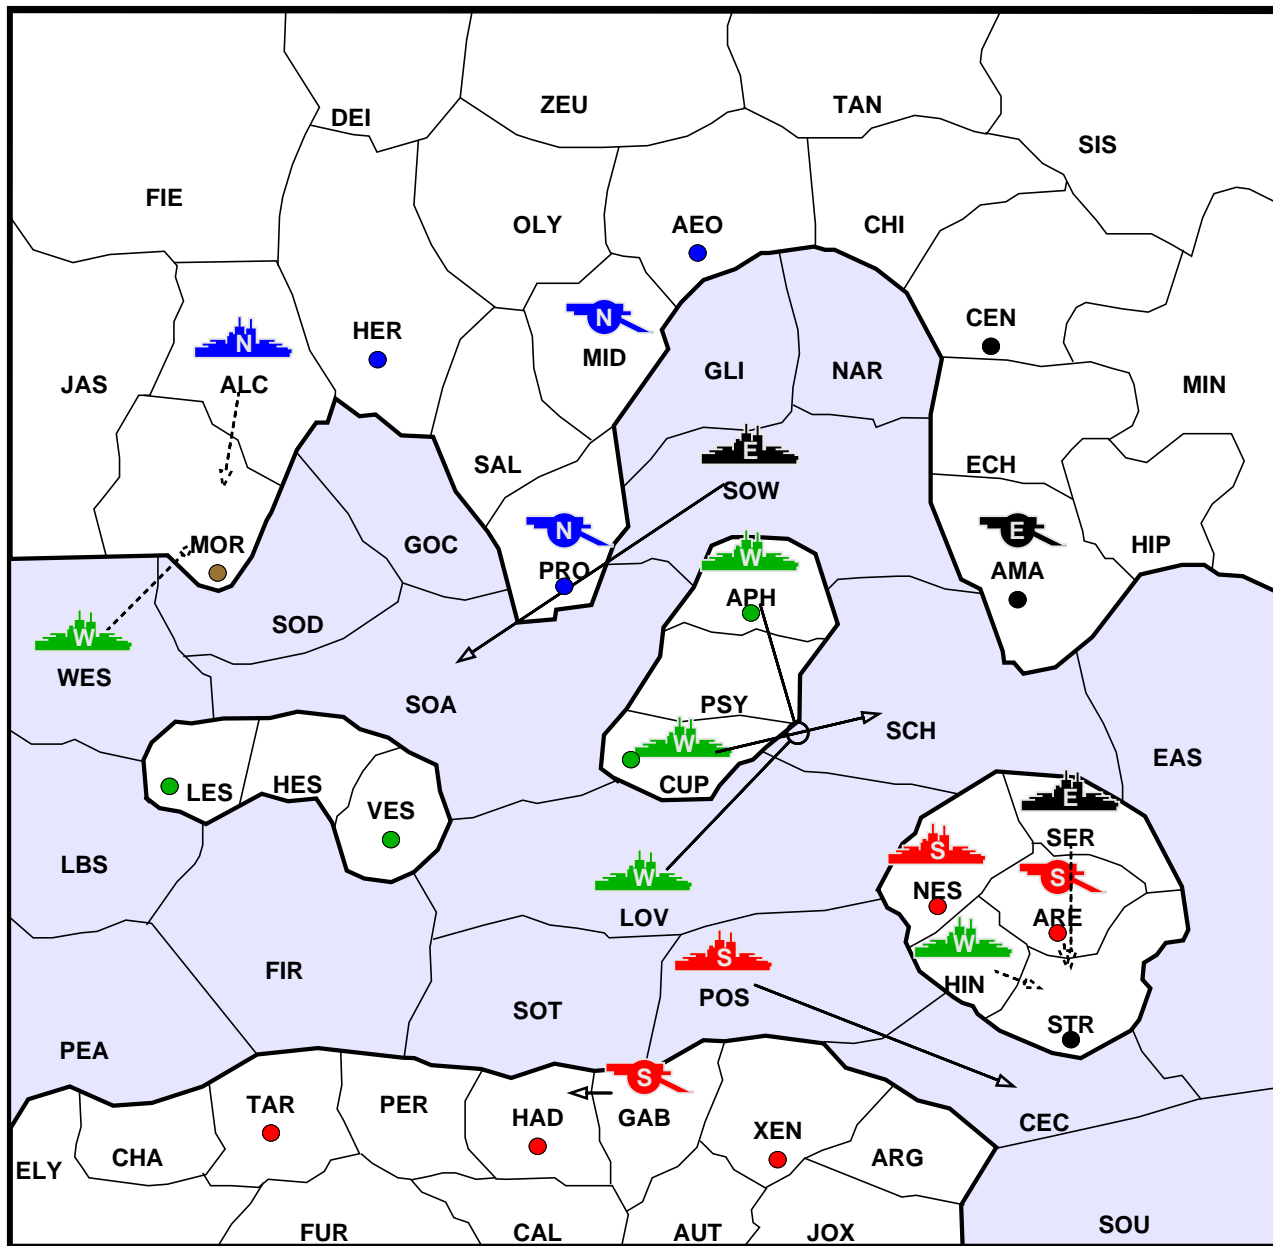 ZEU
TAN
DEI
SIS
FIE
OLY
AEO
CHI
N
CEN
HER
N
MID
GLI
NAR
JAS
ALC
MIN
E
SAL
ECH
SOW
N
E
MOR
GOC
HIP
W
PRO
AMA
APH
SOD
W
WES
SOA
PSY
SCH
W
EAS
LES
HES
CUP
E
VES
SER
S
LBS
W
S
NES
LOV
ARE
W
S
FIR
HIN
POS
SOT
STR
PEA
S
TAR
PER
HAD
GAB
CEC
XEN
CHA
ARG
ELY
FUR
CAL
AUT
JOX
SOU